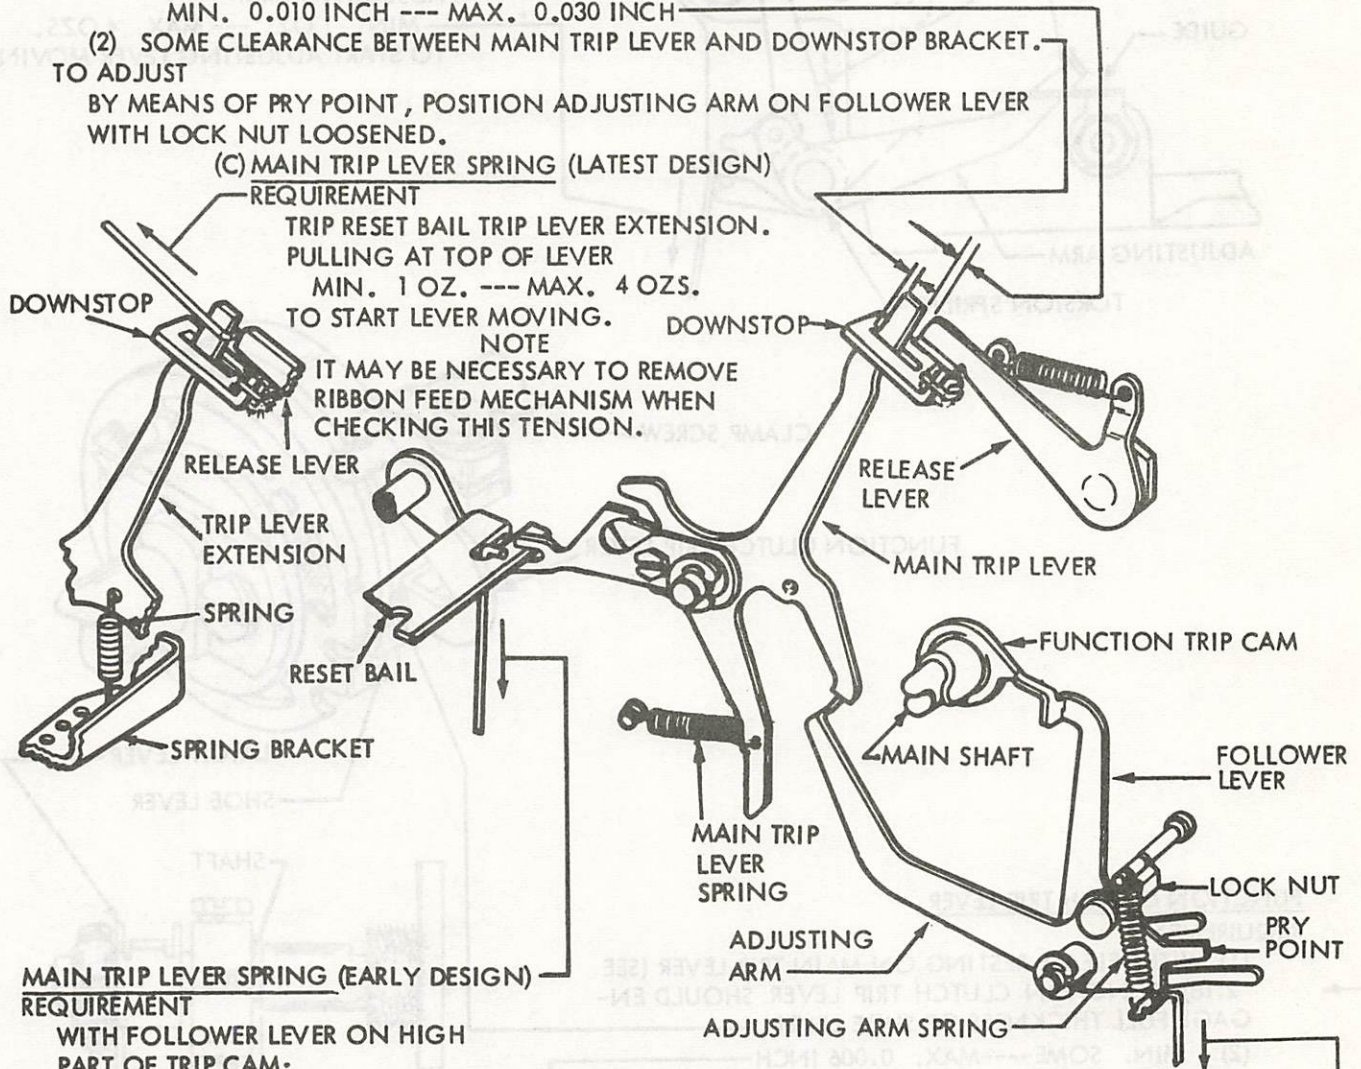 MIN. 0.010 INCH --- MAX. 0.030 INCH
(2) SOME CLEARANCE BETWEEN MAIN TRIP LEVER AND DOWNSTOP BRACKET.
TO ADJUST
BY MEANS OF PRY POINT, POSITION ADJUSTING ARM ON FOLLOWER LEVER
WITH LOCK NUT LOOSENED.
(C) MAIN TRIP LEVER SPRING (LATEST DESIGN)
REQUIREMENT
TRIP RESET BAIL TRIP LEVER EXTENSION.
PULLING AT TOP OF LEVER
MIN. 1 OZ. --- MAX. 4 OZS.
TO START LEVER MOVING.
NOTE
IT MAY BE NECESSARY TO REMOVE
RIBBON FEED MECHANISM WHEN
CHECKING THIS TENSION.
DOWNSTOP
RELEASE LEVER
TRIP LEVER
EXTENSION
SPRING
SPRING BRACKET
RESET BAIL
DOWNSTOP
RELEASE
LEVER
MAIN TRIP LEVER
FUNCTION TRIP CAM
MAIN SHAFT
FOLLOWER
LEVER
MAIN TRIP
LEVER
SPRING
LOCK NUT
PRY
POINT
ADJUSTING
ARM
ADJUSTING ARM SPRING
MAIN TRIP LEVER SPRING (EARLY DESIGN)
REQUIREMENT
WITH FOLLOWER LEVER ON HIGH
PART OF TRIP CAM: